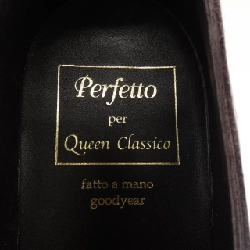 Perfetto
per
Queen Classico
fatto a mano
goodyear